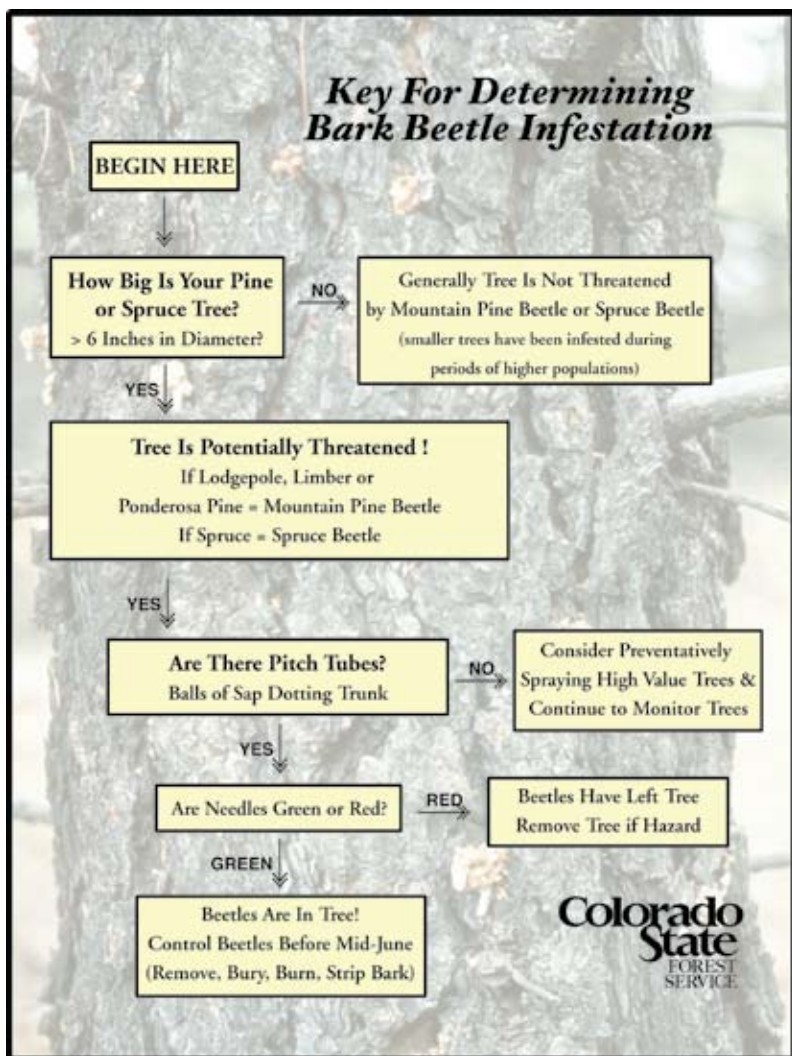 Key For Determining
Bark Beetle Infestation
BEGIN HERE
How Big Is Your Pine
or Spruce Tree?
> 6 Inches in Diameter?
NO
Generally Tree Is Not Threatened
by Mountain Pine Beetle or Spruce Beetle
(smaller trees have been infested during
periods of higher populations)
YES
Tree Is Potentially Threatened !
If Lodgepole, Limber or
Ponderosa Pine = Mountain Pine Beetle
If Spruce = Spruce Beetle
YES
Are There Pitch Tubes?
Balls of Sap Dotting Trunk
NO
Consider Preventatively
Spraying High Value Trees &
Continue to Monitor Trees
YES
Are Needles Green or Red?
RED
Beetles Have Left Tree
Remove Tree if Hazard
GREEN
Beetles Are In Tree!
Control Beetles Before Mid-June
(Remove, Bury, Burn, Strip Bark)
Colorado
State
FOREST
SERVICE